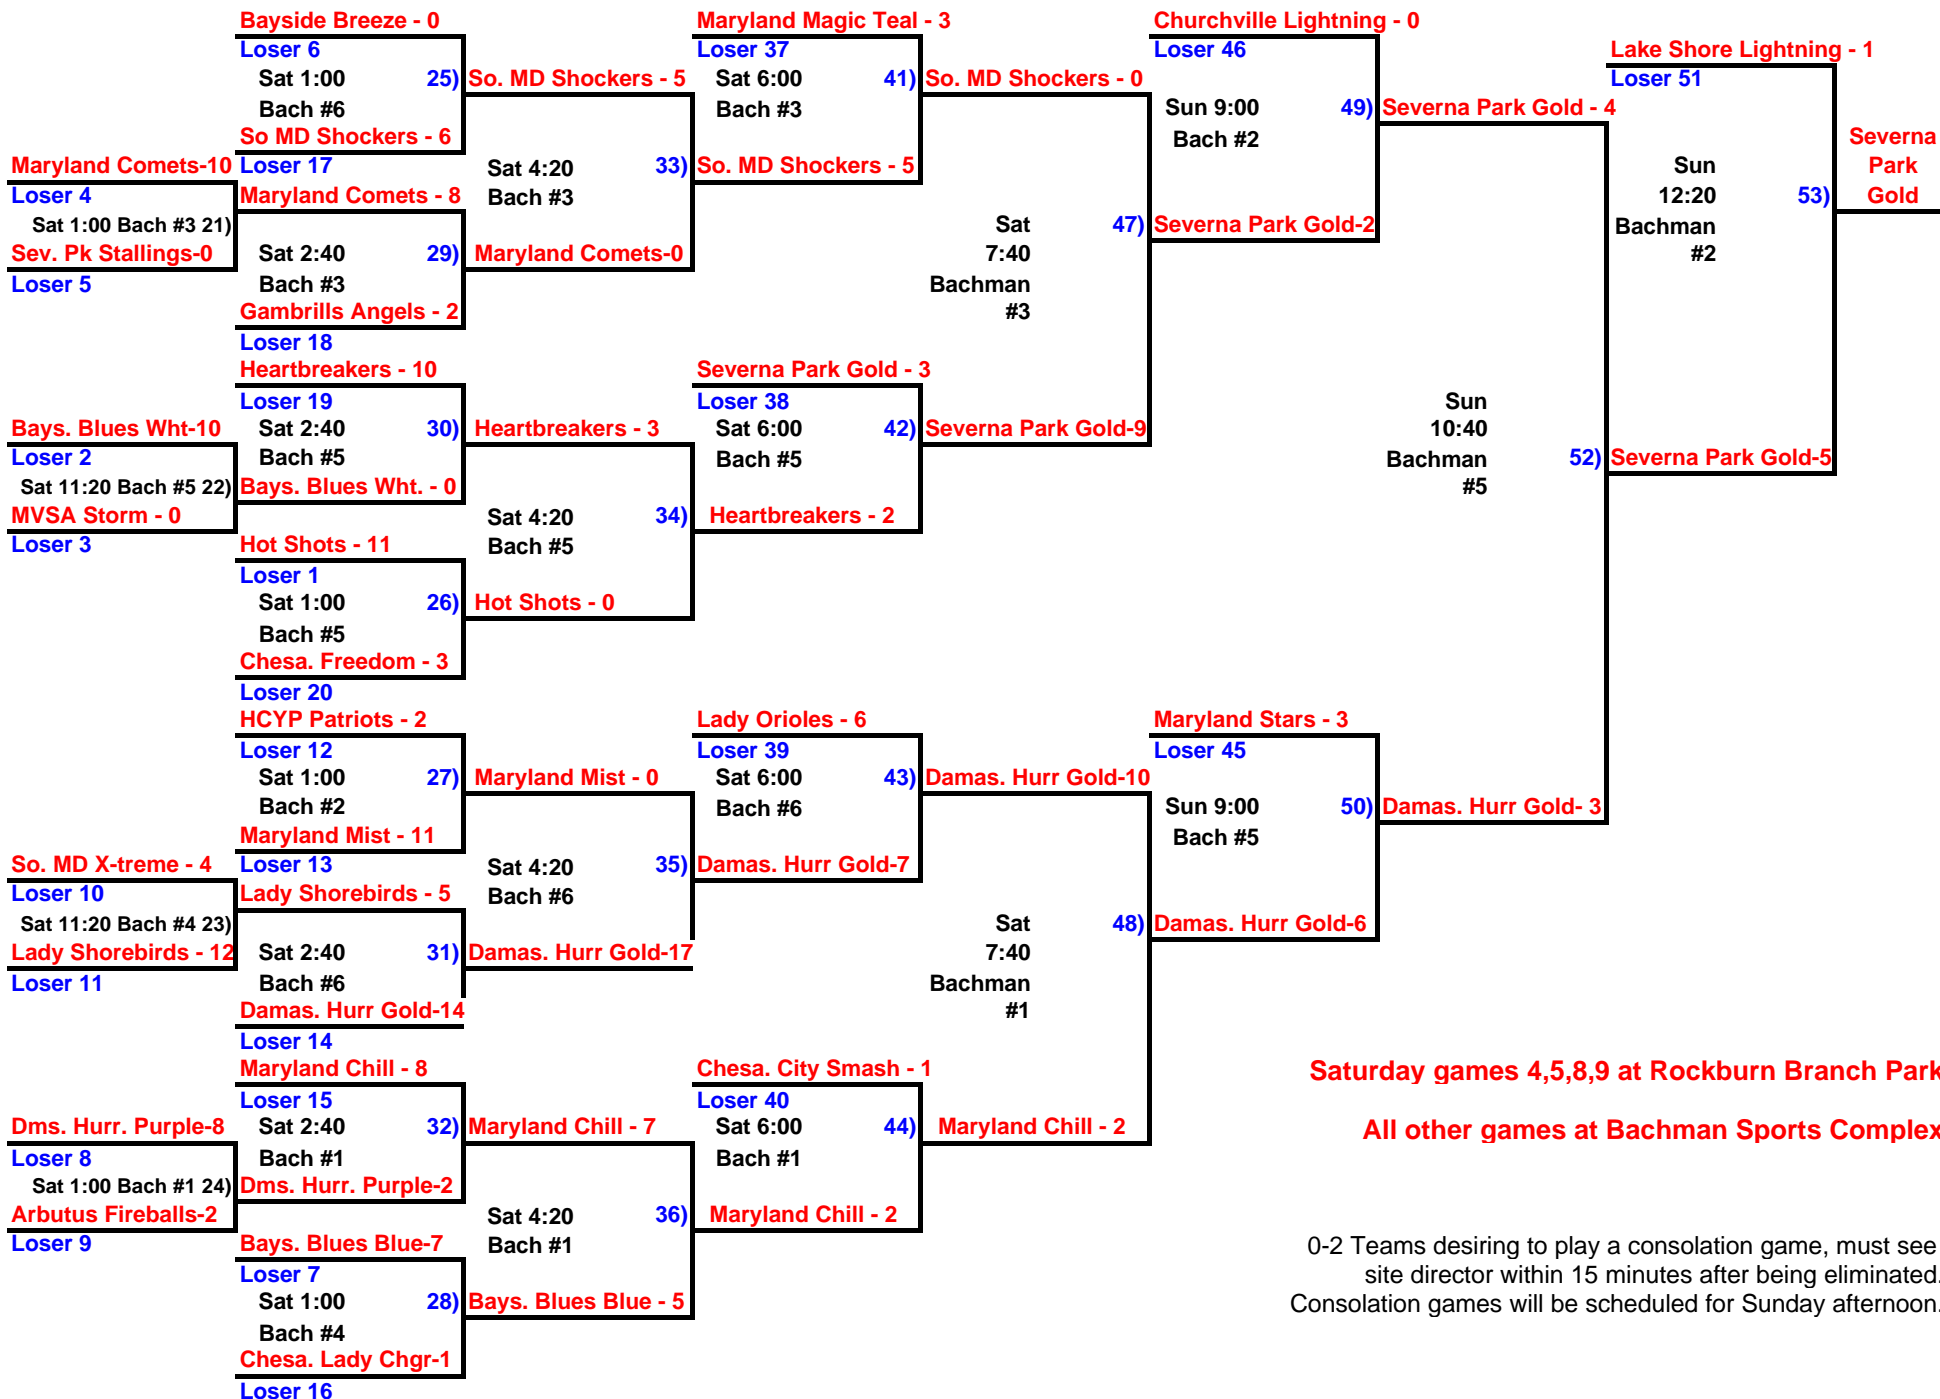 Bayside Breeze - 0
Maryland Magic Teal - 3
Churchville Lightning - 0
Loser 6
Loser 37
Loser 46
Lake Shore Lightning - 1
Sat 1:00
25)
So. MD Shockers - 5
Sat 6:00
41)
So. MD Shockers - 0
Loser 51
Bach #6
Bach #3
Sun 9:00
49)
Severna Park Gold - 4
So MD Shockers - 6
Bach #2
Severna
Maryland Comets-10
Loser 17
Sat 4:20
33)
So. MD Shockers - 5
Sun
Park
Loser 4
Maryland Comets - 8
Bach #3
12:20
53)
Gold
Sat 1:00 Bach #3 21)
Sat
47)
Severna Park Gold-2
Bachman
Sev. Pk Stallings-0
Sat 2:40
29)
Maryland Comets-0
7:40
#2
Loser 5
Bach #3
Bachman
Gambrills Angels - 2
#3
Loser 18
Heartbreakers - 10
Severna Park Gold - 3
Loser 19
Loser 38
Sun
Bays. Blues Wht-10
Sat 2:40
30)
Heartbreakers - 3
Sat 6:00
42)
Severna Park Gold-9
10:40
Loser 2
Bach #5
Bach #5
Bachman
52)
Severna Park Gold-5
Sat 11:20 Bach #5 22)
Bays. Blues Wht. - 0
#5
MVSA Storm - 0
Sat 4:20
34)
Heartbreakers - 2
Loser 3
Hot Shots - 11
Bach #5
Loser 1
Sat 1:00
26)
Hot Shots - 0
Bach #5
Chesa. Freedom - 3
Loser 20
HCYP Patriots - 2
Lady Orioles - 6
Maryland Stars - 3
Loser 12
Loser 39
Loser 45
Sat 1:00
27)
Maryland Mist - 0
Sat 6:00
43)
Damas. Hurr Gold-10
Bach #2
Bach #6
Sun 9:00
50)
Damas. Hurr Gold- 3
Maryland Mist - 11
Bach #5
So. MD X-treme - 4
Loser 13
Sat 4:20
35)
Damas. Hurr Gold-7
Loser 10
Lady Shorebirds - 5
Bach #6
Sat 11:20 Bach #4 23)
Sat
48)
Damas. Hurr Gold-6
Lady Shorebirds - 12
Sat 2:40
31)
Damas. Hurr Gold-17
7:40
Loser 11
Bach #6
Bachman
Damas. Hurr Gold-14
#1
Loser 14
Maryland Chill - 8
Chesa. City Smash - 1
Saturday games 4,5,8,9 at Rockburn Branch Park
Loser 15
Loser 40
Dms. Hurr. Purple-8
Sat 2:40
32)
Maryland Chill - 7
Sat 6:00
44)
Maryland Chill - 2
All other games at Bachman Sports Complex
Loser 8
Bach #1
Bach #1
Sat 1:00 Bach #1 24)
Dms. Hurr. Purple-2
Arbutus Fireballs-2
Sat 4:20
36)
Maryland Chill - 2
Loser 9
Bays. Blues Blue-7
Bach #1
0-2 Teams desiring to play a consolation game, must see
Loser 7
site director within 15 minutes after being eliminated.
Sat 1:00
28)
Bays. Blues Blue - 5
Consolation games will be scheduled for Sunday afternoon.
Bach #4
Chesa. Lady Chgr-1
Loser 16